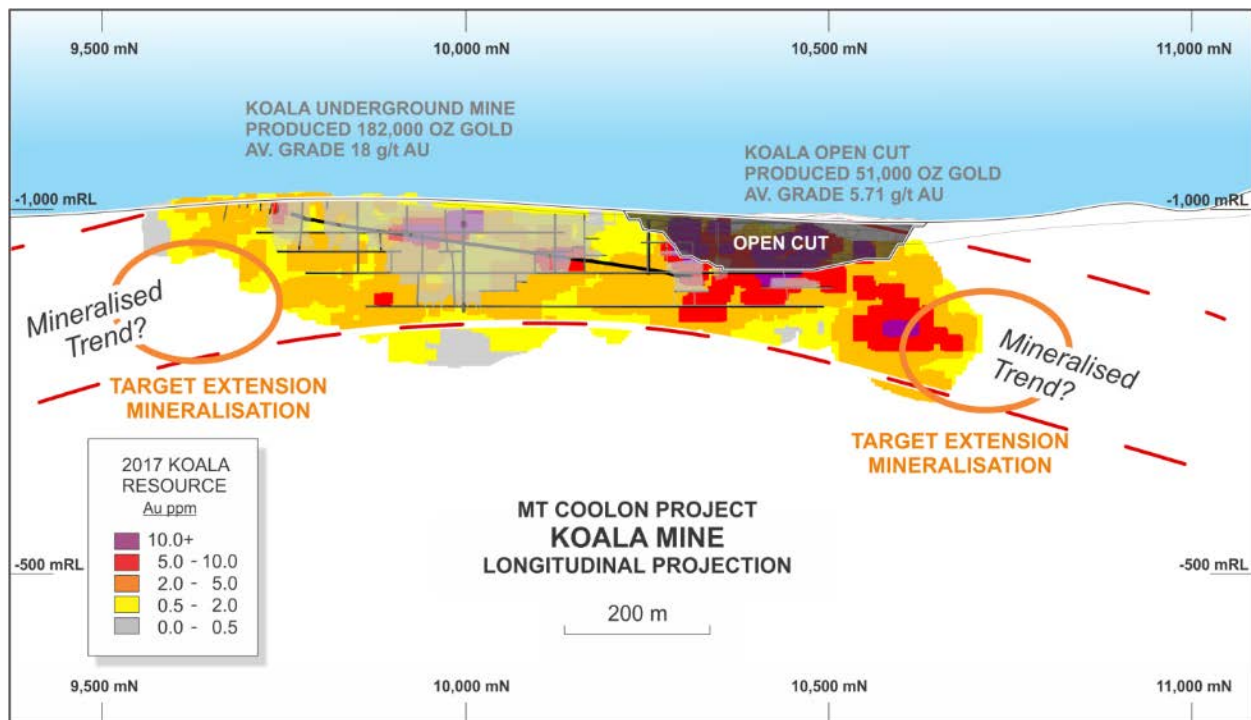 9,500 mN
10,000 mN
10,500 mN
11,000 mN
KOALA UNDERGROUND MINE
PRODUCED 182,000 OZ GOLD
AV. GRADE 18 g/t AU
KOALA OPEN CUT
PRODUCED 51,000 OZ GOLD
AV. GRADE 5.71 g/t AU
-1,000 mRL
-1,000 mRL
OPEN CUT
Mineralised
Trend?
Mineralised
Trend?
TARGET EXTENSION
MINERALISATION
TARGET EXTENSION
MINERALISATION
2017 KOALA
RESOURCE
Au ppm
10.0+
5.0 - 10.0
2.0 - 5.0
0.5 - 2.0
0.0 - 0.5
MT COOLON PROJECT
KOALA MINE
LONGITUDINAL PROJECTION
-500 mRL
-500 mRL
200 m
9,500 mN
10,000 mN
10,500 mN
11,000 mN